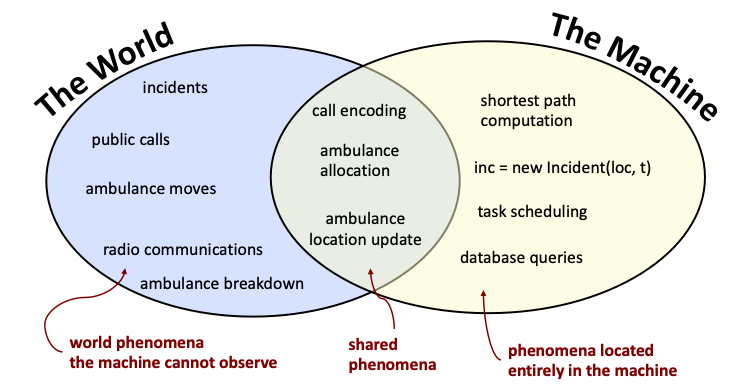 The World
The Machine
incidents
public calls
ambulance moves
radio communications
ambulance breakdown
call encoding
ambulance
allocation
ambulance
location update
shortest path
computation
inc = new Incident(loc, t)
task scheduling
database queries
world phenomena
the machine cannot observe
shared
phenomena
phenomena located
entirely in the machine